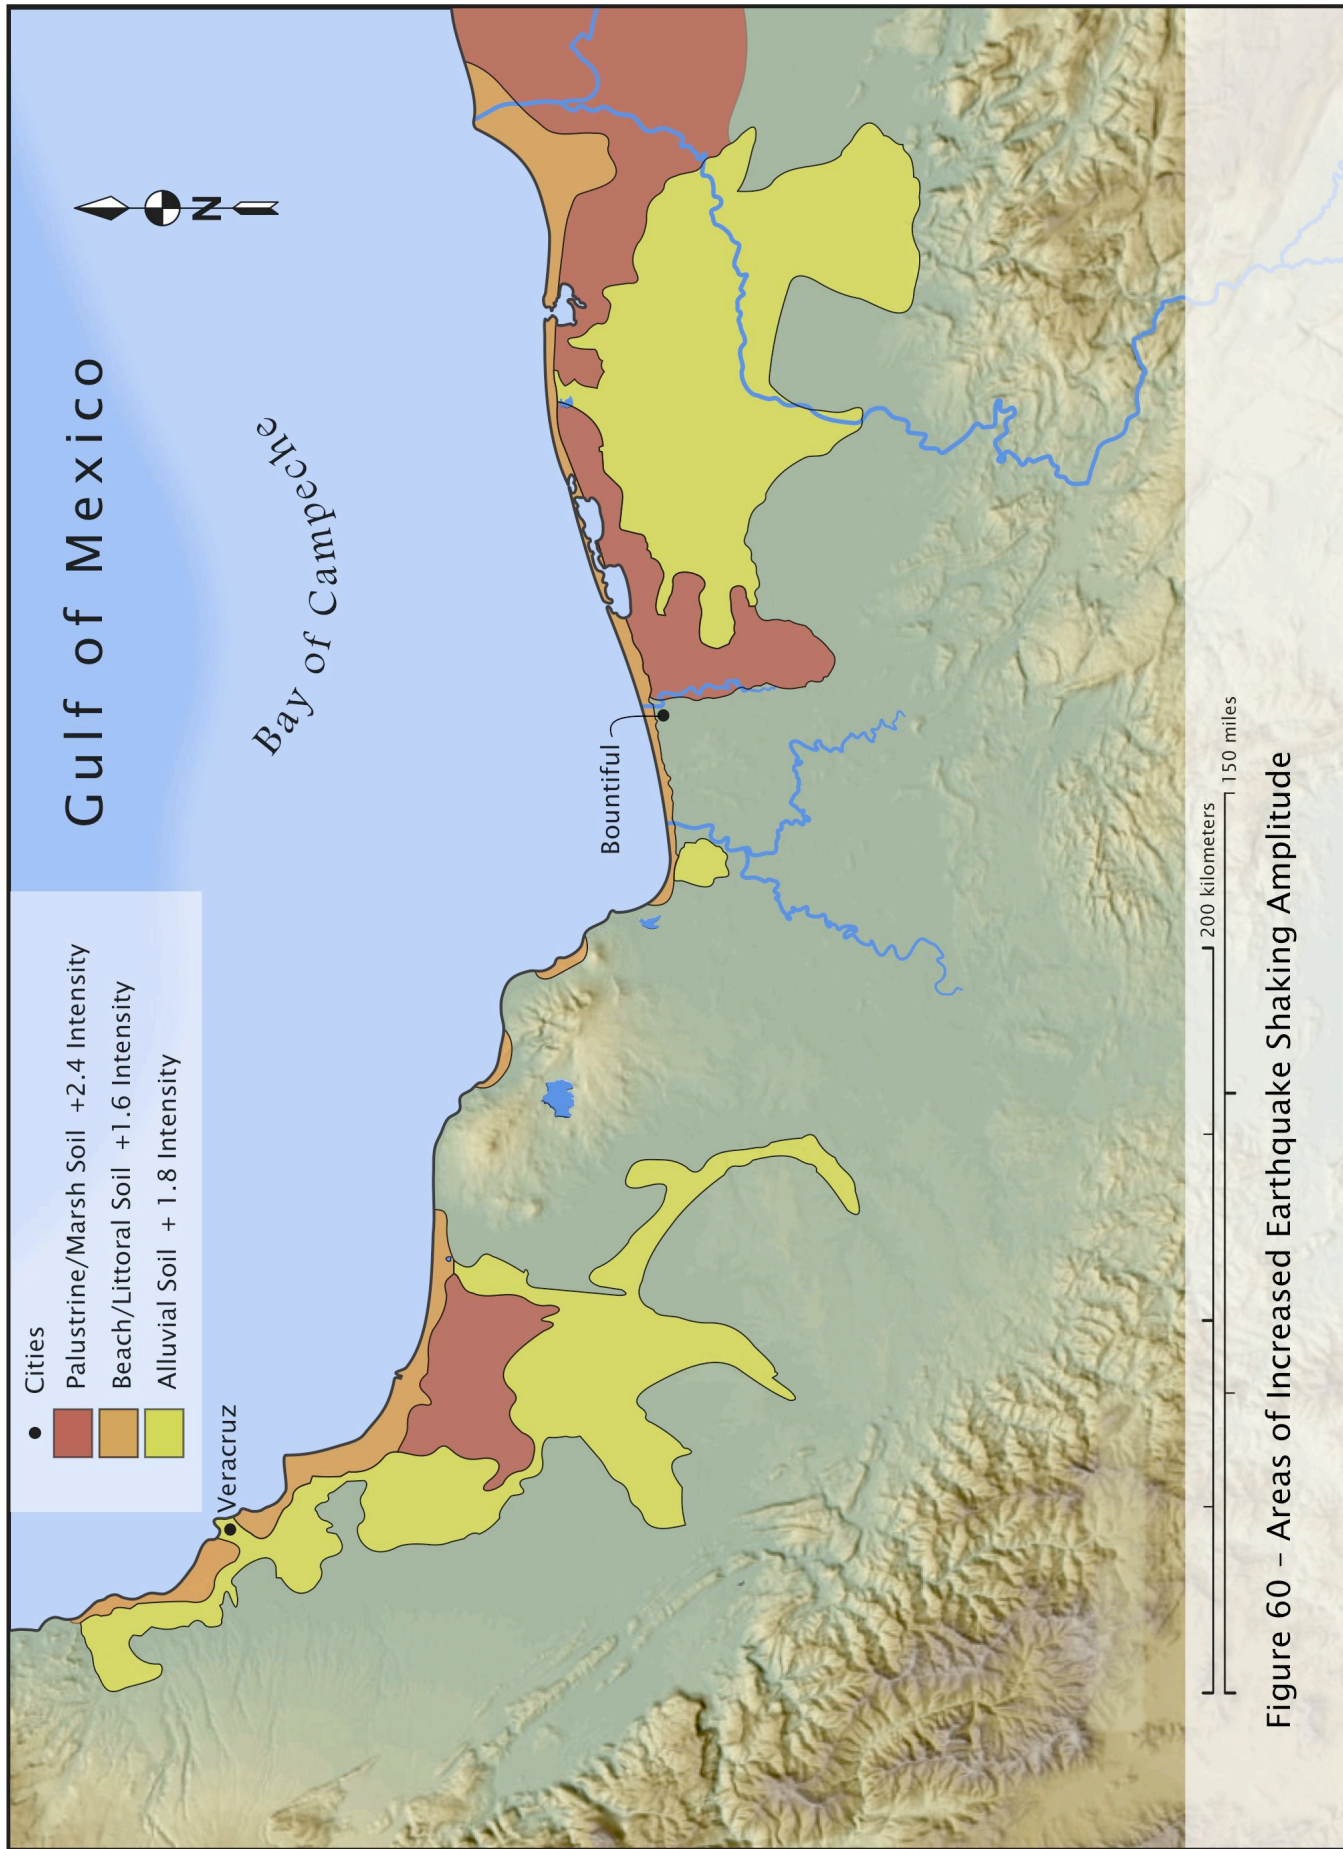 Gulf of Mexico
N
Bay of Campeche
Cities
Palustrine/Marsh Soil +2.4 Intensity
Beach/Littoral Soil +1.6 Intensity
Alluvial Soil + 1.8 Intensity
Veracruz
Bountiful
200 kilometers
150 miles
Figure 60 – Areas of Increased Earthquake Shaking Amplitude